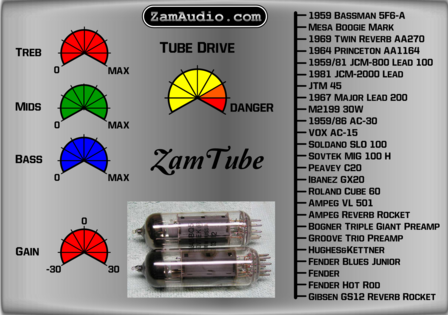 ZamAudio.com
TREB
0 MAX
MIDS
0 MAX
BASS
0 MAX
GAIN
0
-30 30
TUBE DRIVE
DANGER
ZamTube
1959 BASSMAN 5F6-A
MESA BOOGIE MARK
1969 TWIN REVERB AA270
1964 PRINCETON AA1164
1959/81 JCM-800 LEAD 100
1981 JCM-2000 LEAD
JTM 45
1967 MAJOR LEAD 200
M2199 30W
1959/86 AC-30
VOX AC-15
SOLDANO SLO 100
SOVTEK MIG 100 H
PEAVEY C20
IBANEZ GX20
ROLAND CUBE 60
AMPEG VL 501
AMPEG REVERB ROCKET
BOGNER TRIPLE GIANT PREAMP
GROOVE TRIO PREAMP
HUGHES&KETTNER
FENDER BLUES JUNIOR
FENDER
FENDER HOT ROD
GIBSEN GS12 REVERB ROCKET